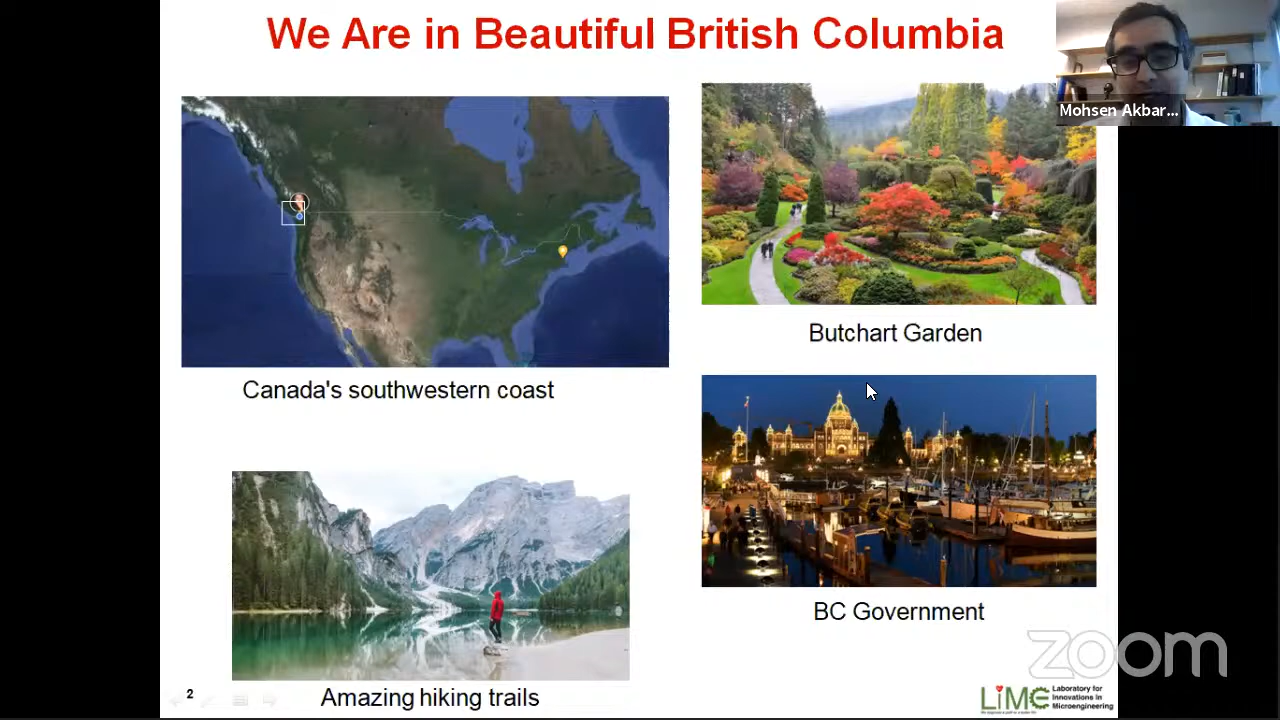 We Are in Beautiful British Columbia
Mohsen Akbar...
Canada's southwestern coast
Butchart Garden
BC Government
Amazing hiking trails
2
zoom
LiME
Laboratory for
Innovations in
Microengineering